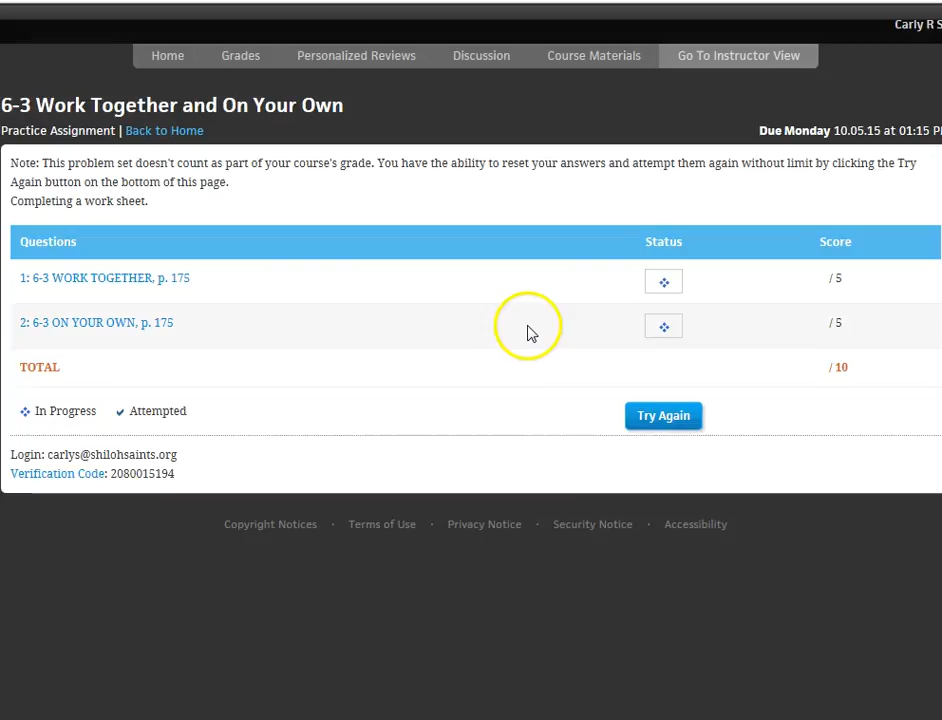 Carly R S
Home Grades Personalized Reviews Discussion Course Materials Go To Instructor View
6-3 Work Together and On Your Own
Practice Assignment | Back to Home Due Monday 10.05.15 at 01:15 P
Note: This problem set doesn't count as part of your course's grade. You have the ability to reset your answers and attempt them again without limit by clicking the Try
Again button on the bottom of this page.
Completing a work sheet.
Questions Status Score
1: 6-3 WORK TOGETHER, p. 175 / 5
2: 6-3 ON YOUR OWN, p. 175 / 5
TOTAL / 10
In Progress Attempted Try Again
Login: carlys@shilohsaints.org
Verification Code: 2080015194
Copyright Notices · Terms of Use · Privacy Notice · Security Notice · Accessibility